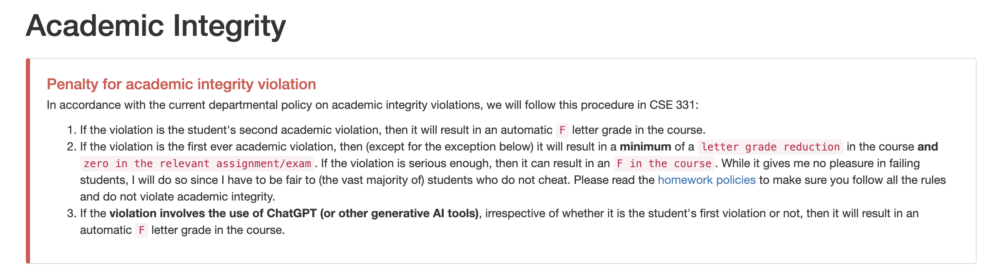 Academic Integrity
Penalty for academic integrity violation
In accordance with the current departmental policy on academic integrity violations, we will follow this procedure in CSE 331:
1. If the violation is the student's second academic violation, then it will result in an automatic F letter grade in the course.
2. If the violation is the first ever academic violation, then (except for the exception below) it will result in a minimum of a letter grade reduction in the course and
zero in the relevant assignment/exam. If the violation is serious enough, then it can result in an F in the course. While it gives me no pleasure in failing
students, I will do so since I have to be fair to (the vast majority of) students who do not cheat. Please read the homework policies to make sure you follow all the rules
and do not violate academic integrity.
3. If the violation involves the use of ChatGPT (or other generative AI tools), irrespective of whether it is the student's first violation or not, then it will result in an
automatic F letter grade in the course.